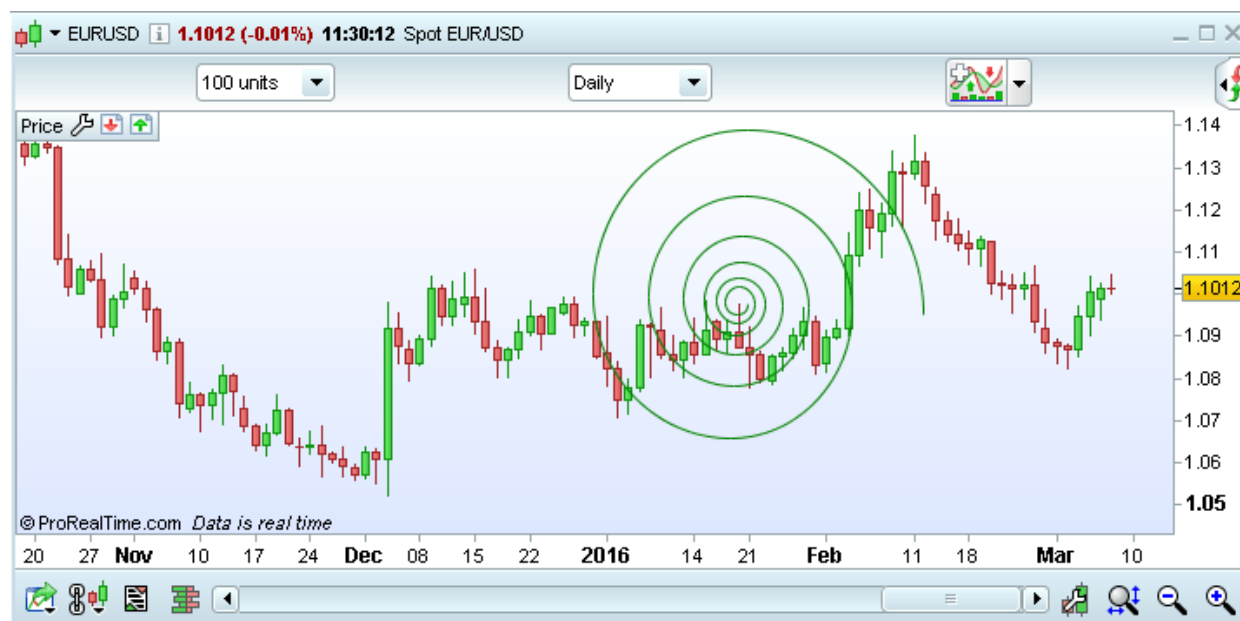 EURUSD 1.1012 (-0.01%) 11:30:12 Spot EUR/USD
100 units Daily
Price
1.14
1.13
1.12
1.11
1.1012
1.09
1.08
1.07
1.06
1.05
© ProRealTime.com Data is real time
20 27 Nov 10 17 24 Dec 08 15 22 2016 14 21 Feb 11 18 Mar 10